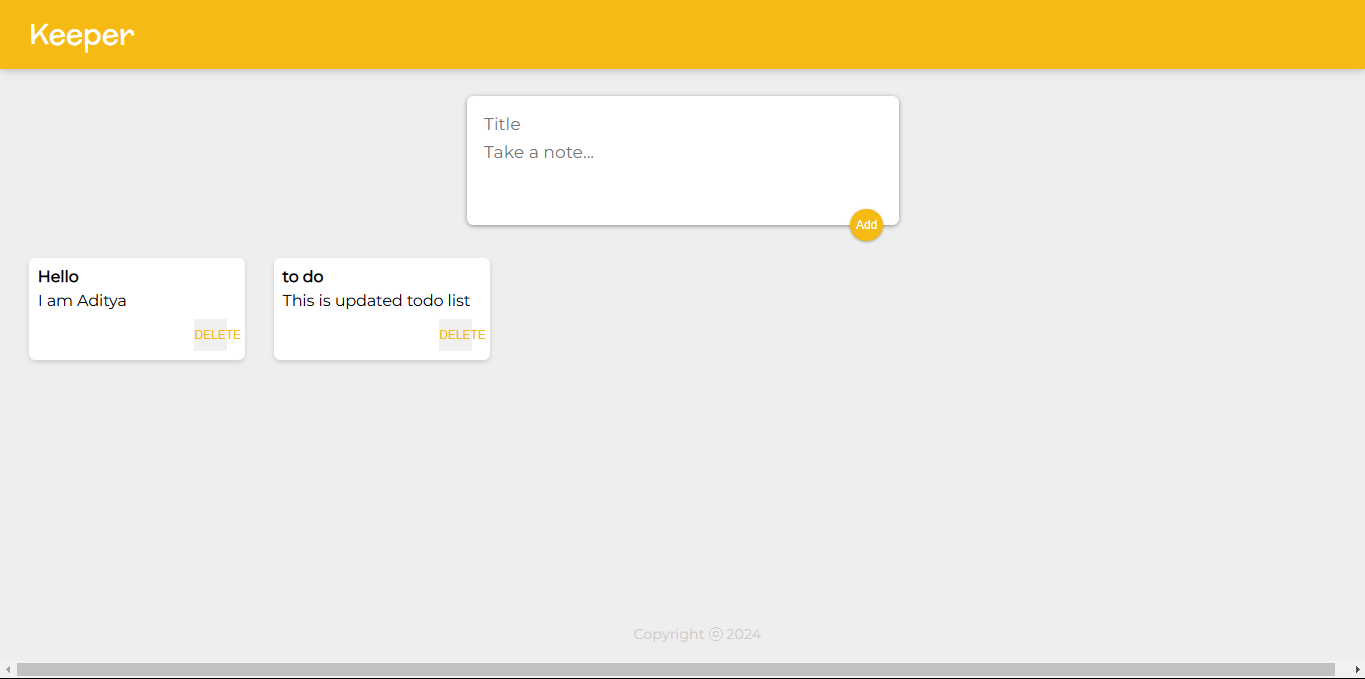 Keeper
Title
Take a note...
Add
Hello
I am Aditya
DELETE
to do
This is updated todo list
DELETE
Copyright ⓒ 2024